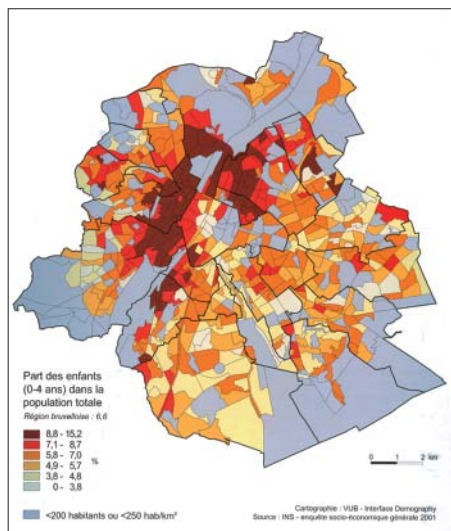 Part des enfants
(0-4 ans) dans la
population totale
Région bruxelloise : 6,6
8,8 - 15,2
7,1 - 8,7
5,8 - 7,0
4,9 - 5,7
3,8 - 4,8
0 - 3,8
%
<200 habitants ou <250 hab/km²
0 1 2 km
Cartographie : VUB - Interface Demography
Source : INS - enquête socio-économique générale 2001